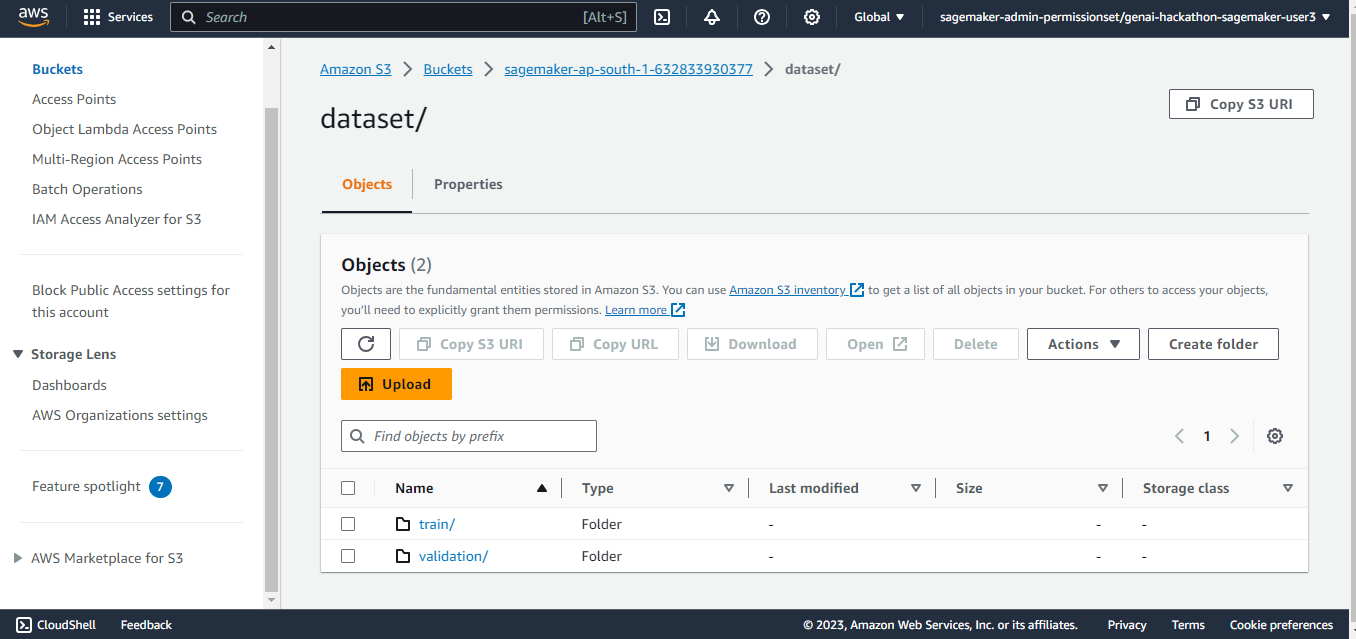 aws
Services
Search
[Alt+S]
Global
sagemaker-admin-permissionset/genai-hackathon-sagemaker-user3
Buckets
Access Points
Object Lambda Access Points
Multi-Region Access Points
Batch Operations
IAM Access Analyzer for S3
Block Public Access settings for
this account
Storage Lens
Dashboards
AWS Organizations settings
Feature spotlight 7
AWS Marketplace for S3
Amazon S3 > Buckets > sagemaker-ap-south-1-632833930377 > dataset/
dataset/
Copy S3 URI
Objects
Properties
Objects (2)
Objects are the fundamental entities stored in Amazon S3. You can use Amazon S3 inventory to get a list of all objects in your bucket. For others to access your objects,
you'll need to explicitly grant them permissions. Learn more
Copy S3 URI
Copy URL
Download
Open
Delete
Actions
Create folder
Upload
Find objects by prefix
1
Name Type Last modified Size Storage class
train/ Folder - - -
validation/ Folder - - -
CloudShell
Feedback
© 2023, Amazon Web Services, Inc. or its affiliates.
Privacy
Terms
Cookie preferences